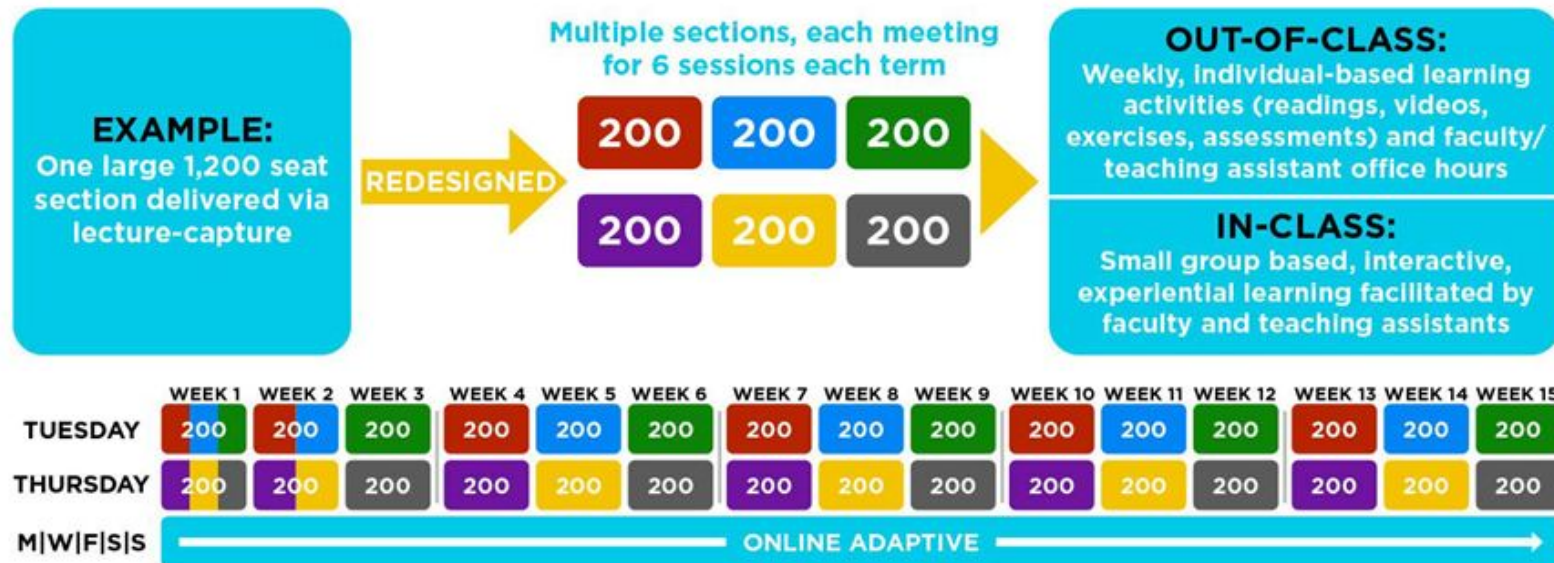 EXAMPLE:
One large 1,200 seat
section delivered via
lecture-capture
REDESIGNED
Multiple sections, each meeting
for 6 sessions each term
200 200 200
200 200 200
OUT-OF-CLASS:
Weekly, individual-based learning
activities (readings, videos,
exercises, assessments) and faculty/
teaching assistant office hours
IN-CLASS:
Small group based, interactive,
experiential learning facilitated by
faculty and teaching assistants
WEEK 1 WEEK 2 WEEK 3 WEEK 4 WEEK 5 WEEK 6 WEEK 7 WEEK 8 WEEK 9 WEEK 10 WEEK 11 WEEK 12 WEEK 13 WEEK 14 WEEK 15
TUESDAY 200 200 200 200 200 200 200 200 200 200 200 200 200 200 200
THURSDAY 200 200 200 200 200 200 200 200 200 200 200 200 200 200 200
M|W|F|S|S ONLINE ADAPTIVE